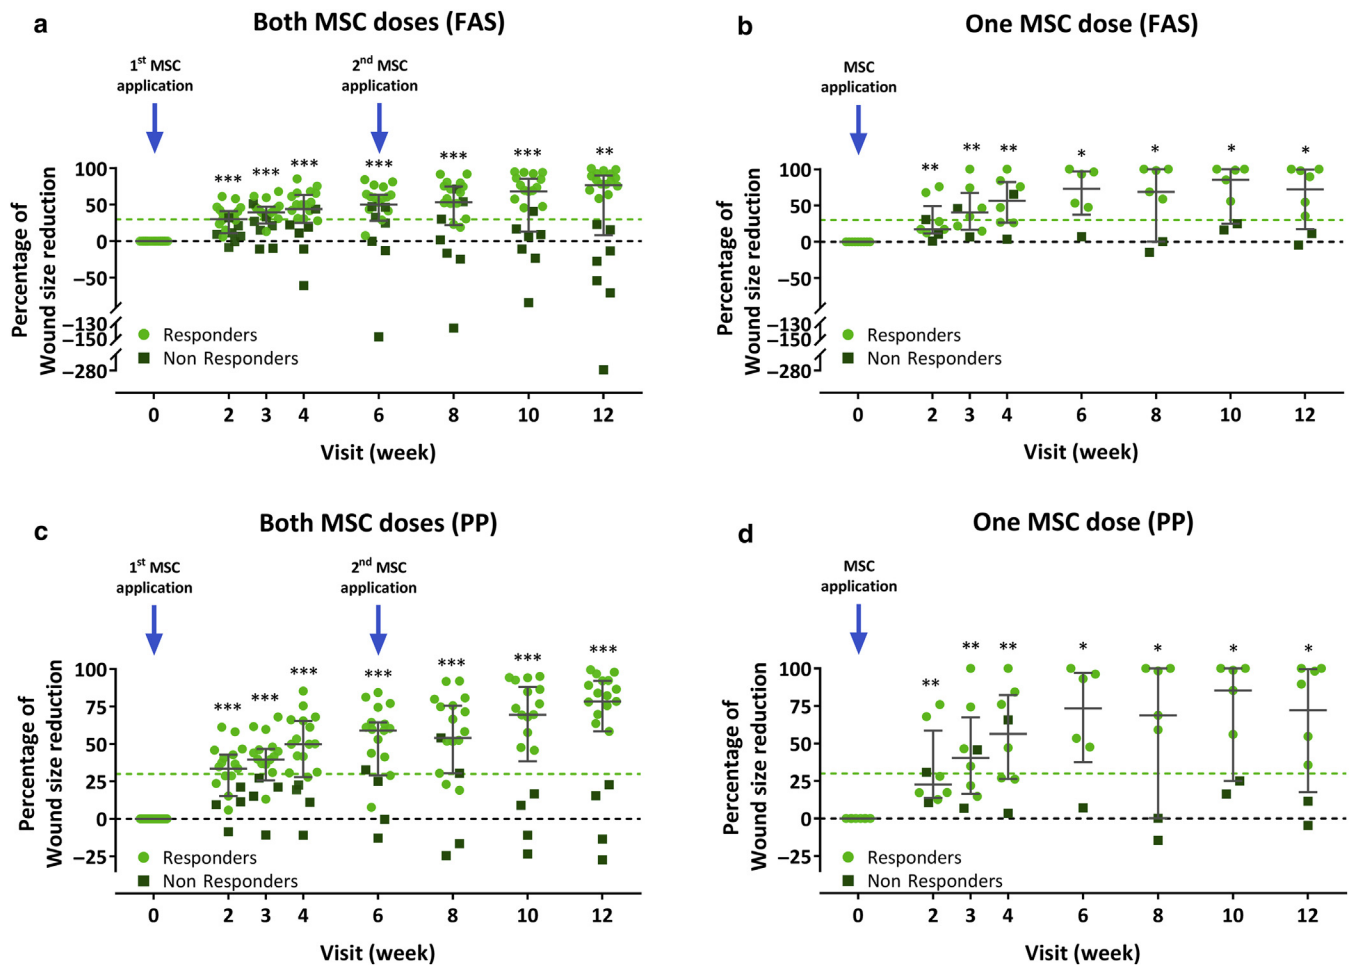 a
Both MSC doses (FAS)
1st MSC
application
2nd MSC
application
*** *** *** *** *** *** **
Percentage of
Wound size reduction
100
50
0
−50
−130
−150
−280
Responders
Non Responders
0 2 3 4 6 8 10 12
Visit (week)
b
One MSC dose (FAS)
MSC
application
** ** ** * * * *
Percentage of
Wound size reduction
100
50
0
−50
−130
−150
−280
Responders
Non Responders
0 2 3 4 6 8 10 12
Visit (week)
c
Both MSC doses (PP)
1st MSC
application
2nd MSC
application
*** *** *** *** *** *** ***
Percentage of
Wound size reduction
100
75
50
25
0
−25
Responders
Non Responders
0 2 3 4 6 8 10 12
Visit (week)
d
One MSC dose (PP)
MSC
application
** ** ** * * * *
Percentage of
Wound size reduction
100
75
50
25
0
−25
Responders
Non Responders
0 2 3 4 6 8 10 12
Visit (week)